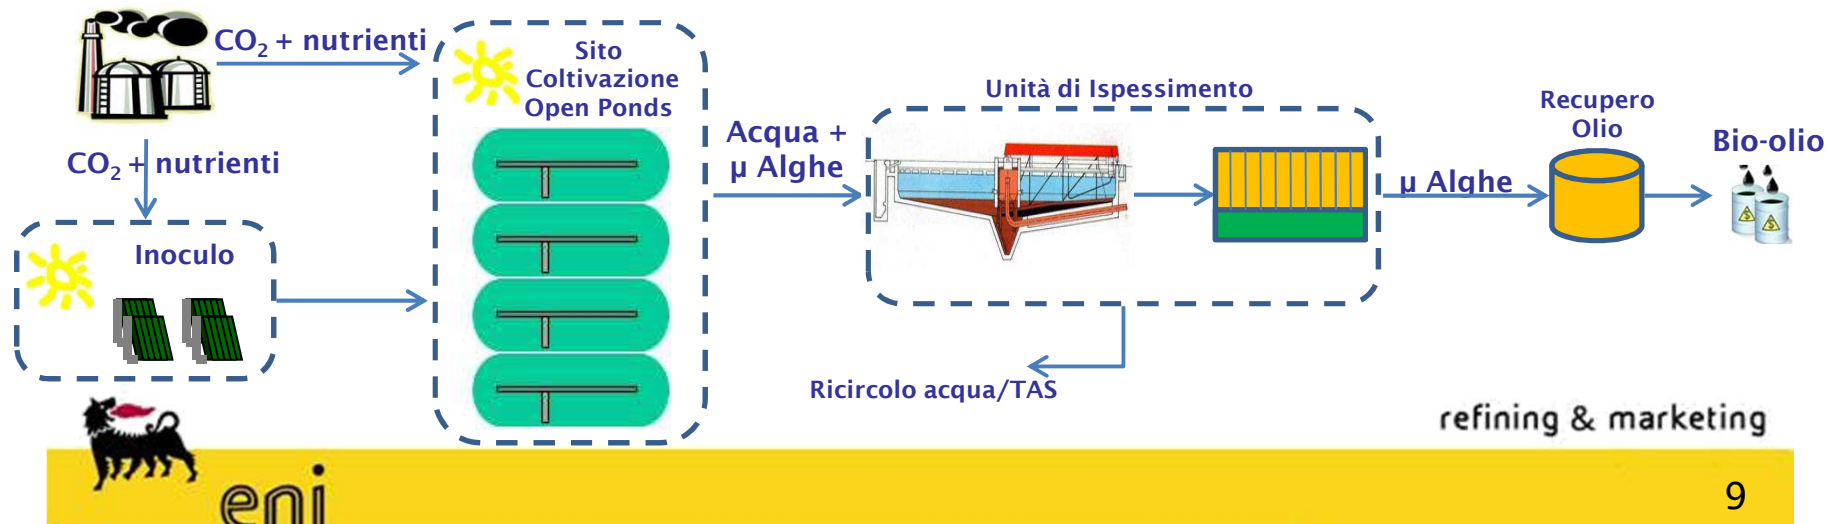 CO₂ + nutrienti
CO₂ + nutrienti
Inoculo
Sito
Coltivazione
Open Ponds
Acqua +
µ Alghe
Unità di Ispessimento
Ricircolo acqua/TAS
µ Alghe
Recupero
Olio
Bio-olio
refining & marketing
eni
9